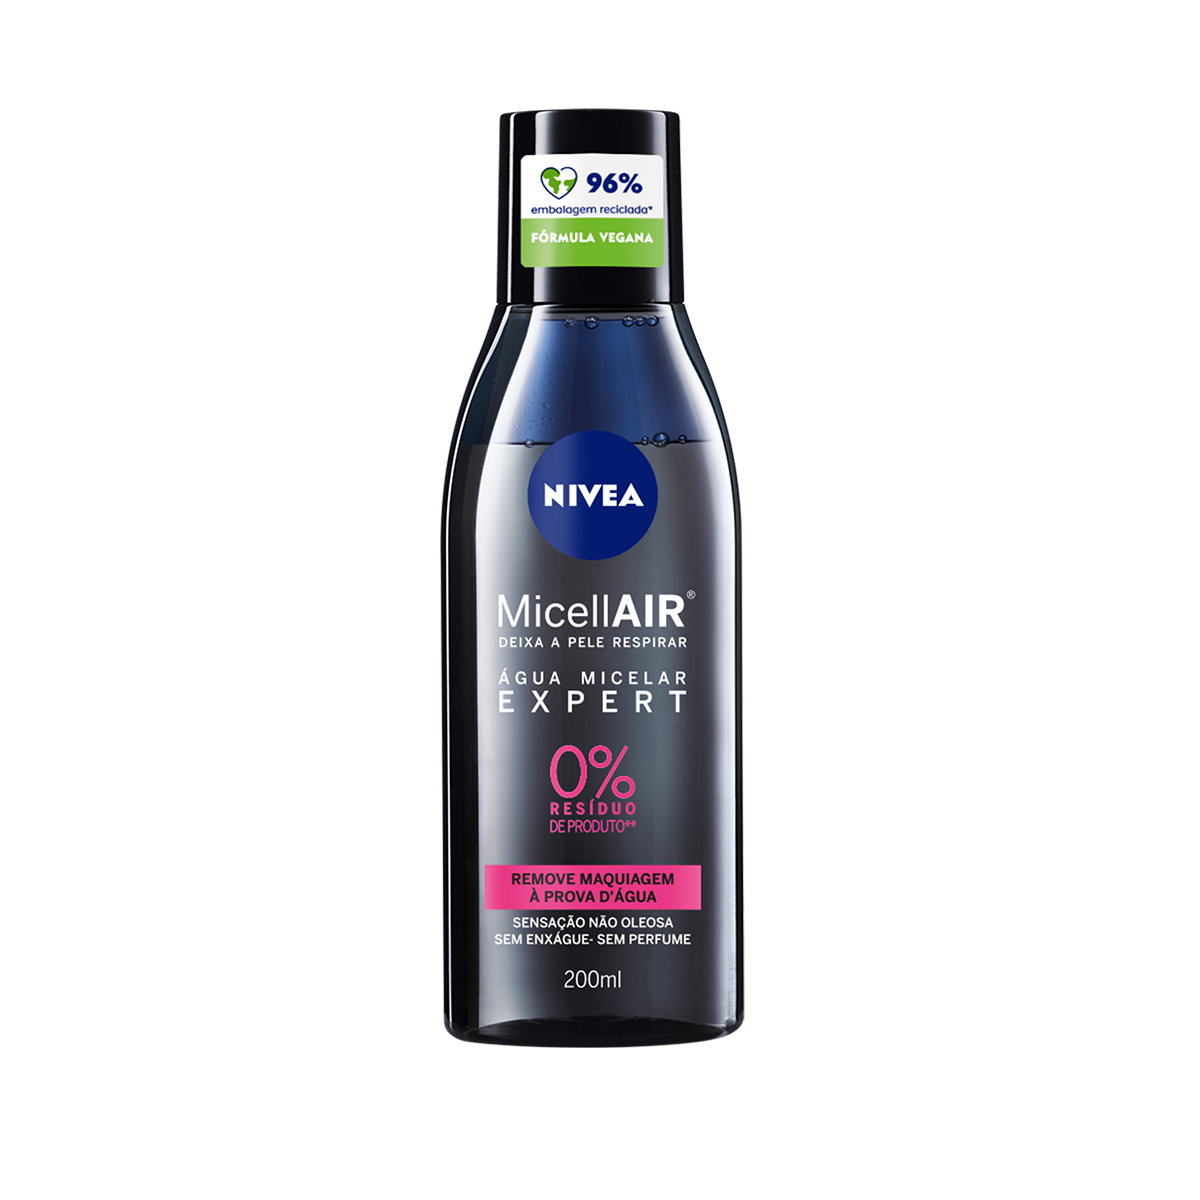 96%
embalagem reciclada*
FÓRMULA VEGANA
NIVEA
MicellAIR®
DEIXA A PELE RESPIRAR
ÁGUA MICELAR
EXPERT
0%
RESÍDUO
DE PRODUTO**
REMOVE MAQUIAGEM
À PROVA D'ÁGUA
SENSAÇÃO NÃO OLEOSA
SEM ENXÁGUE- SEM PERFUME
200ml